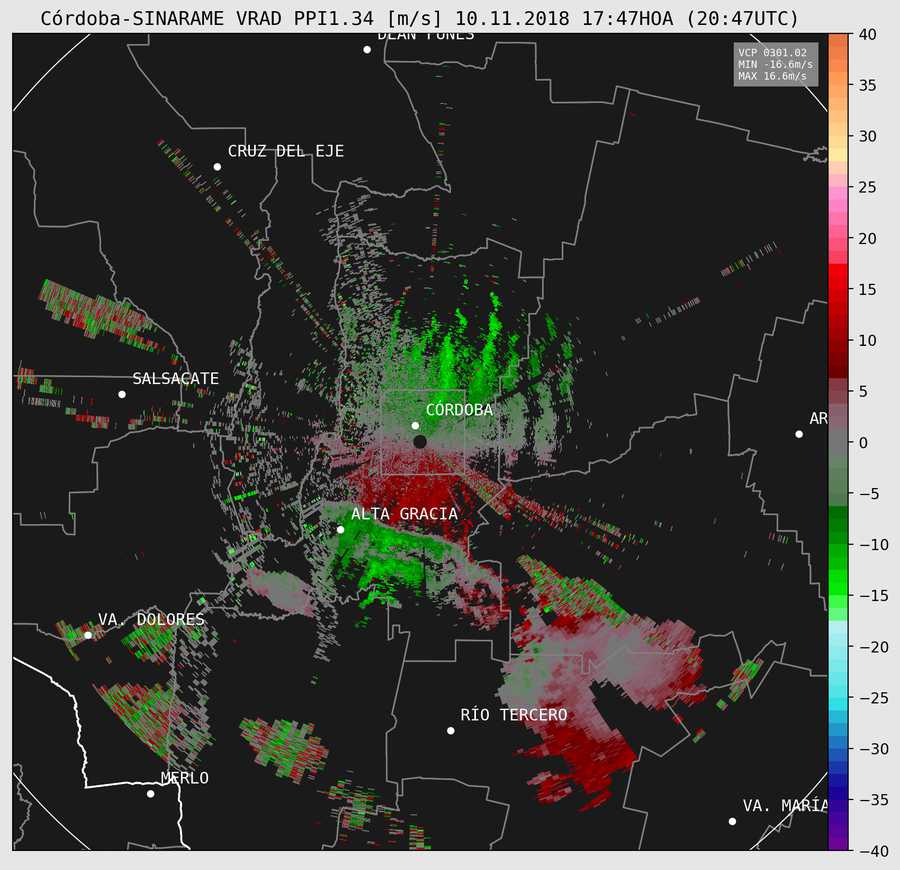 Córdoba-SINARAME VRAD PPI1.34 [m/s] 10.11.2018 17:47HOA (20:47UTC)
DEAN FUNES
VCP 0301.02
MIN -16.6m/s
MAX 16.6m/s
CRUZ DEL EJE
SALSACATE
CÓRDOBA
AR
ALTA GRACIA
VA. DOLORES
RÍO TERCERO
MERLO
VA. MARÍA
40
35
30
25
20
15
10
5
0
−5
−10
−15
−20
−25
−30
−35
−40